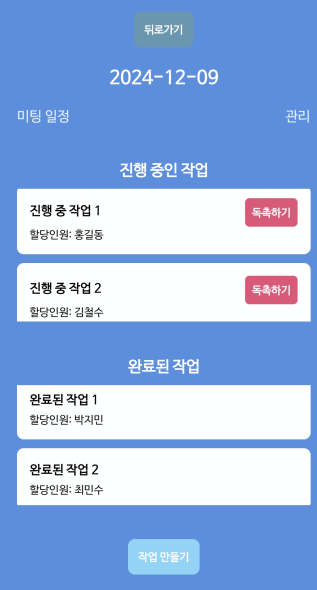 뒤로가기
2024-12-09
미팅 일정 관리
진행 중인 작업
진행 중 작업 1 독촉하기
할당인원: 홍길동
진행 중 작업 2 독촉하기
할당인원: 김철수
완료된 작업
완료된 작업 1
할당인원: 박지민
완료된 작업 2
할당인원: 최민수
작업 만들기